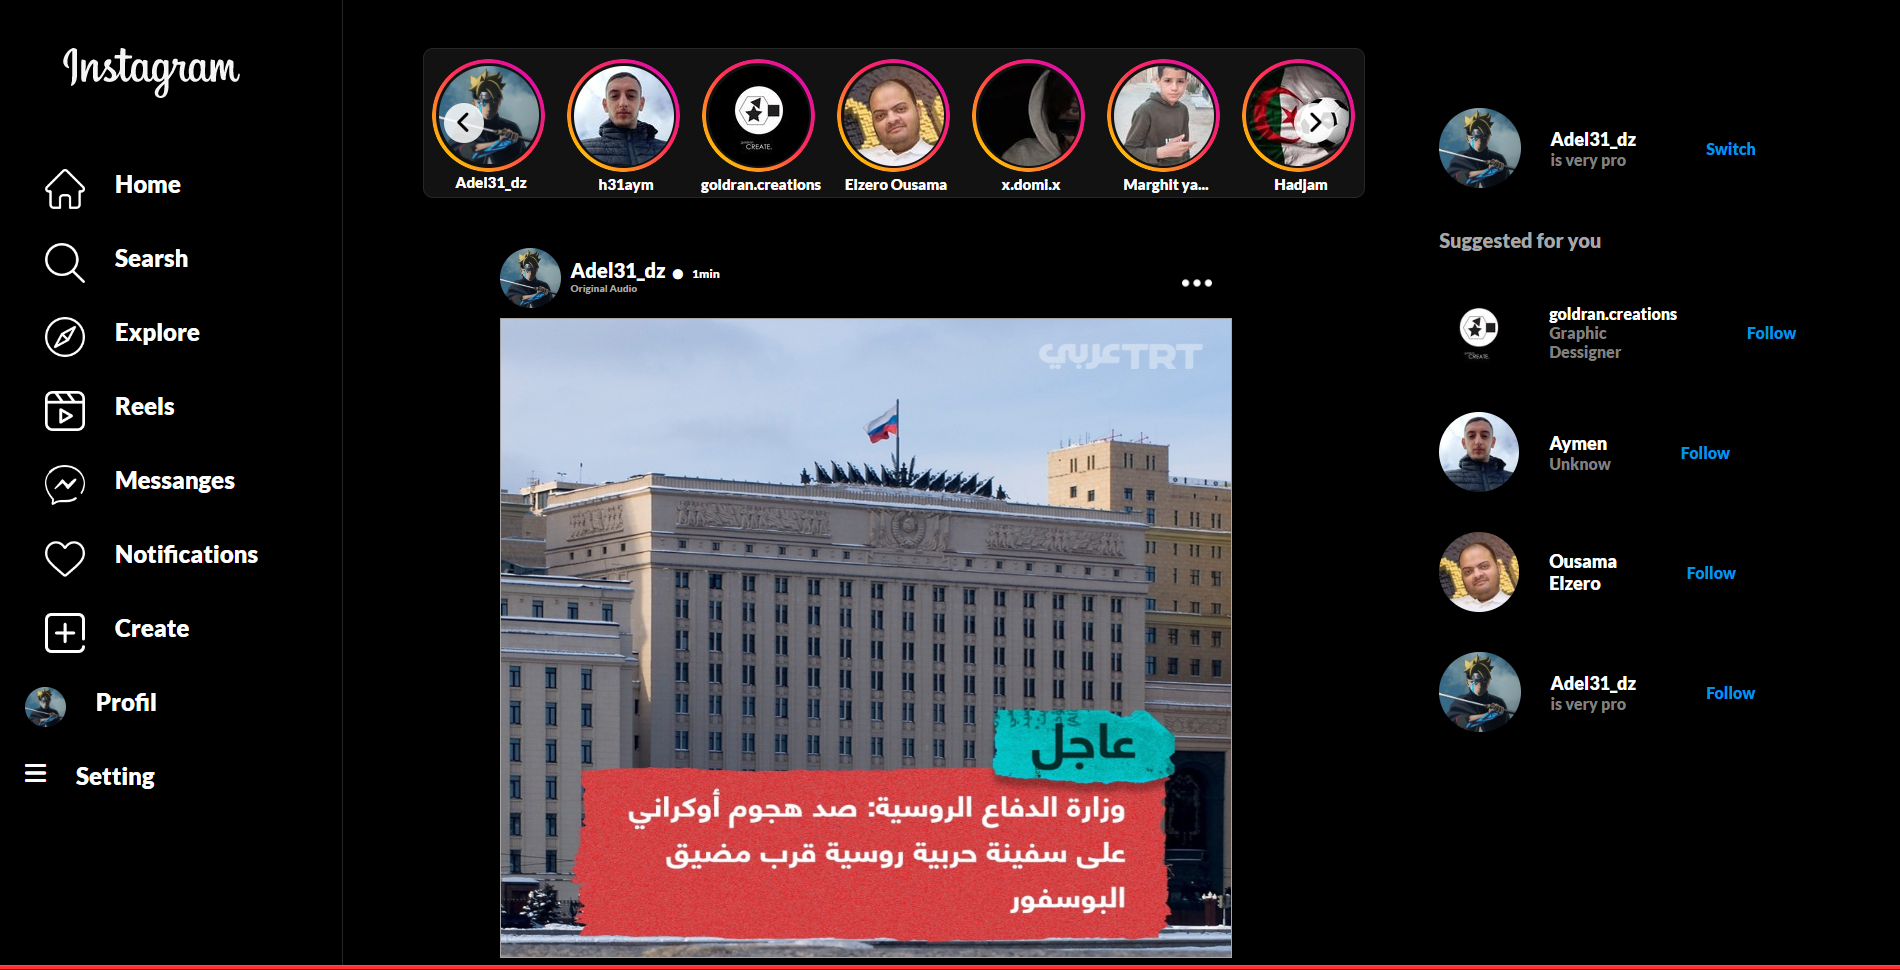 Instagram
Home
Searsh
Explore
Reels
Messanges
Notifications
Create
Profil
Setting
Adel31_dz
h31aym
goldran.creations
Elzero Ousama
x.domi.x
Marghit ya...
Hadjam
Adel31_dz
1min
Original Audio
TRT عربي
عاجل
وزارة الدفاع الروسية: صد هجوم أوكراني
على سفينة حربية روسية قرب مضيق
البوسفور
Adel31_dz
is very pro
Switch
Suggested for you
goldran.creations
Graphic
Dessigner
Follow
CREATE.
Aymen
Unknow
Follow
Ousama
Elzero
Follow
Adel31_dz
is very pro
Follow